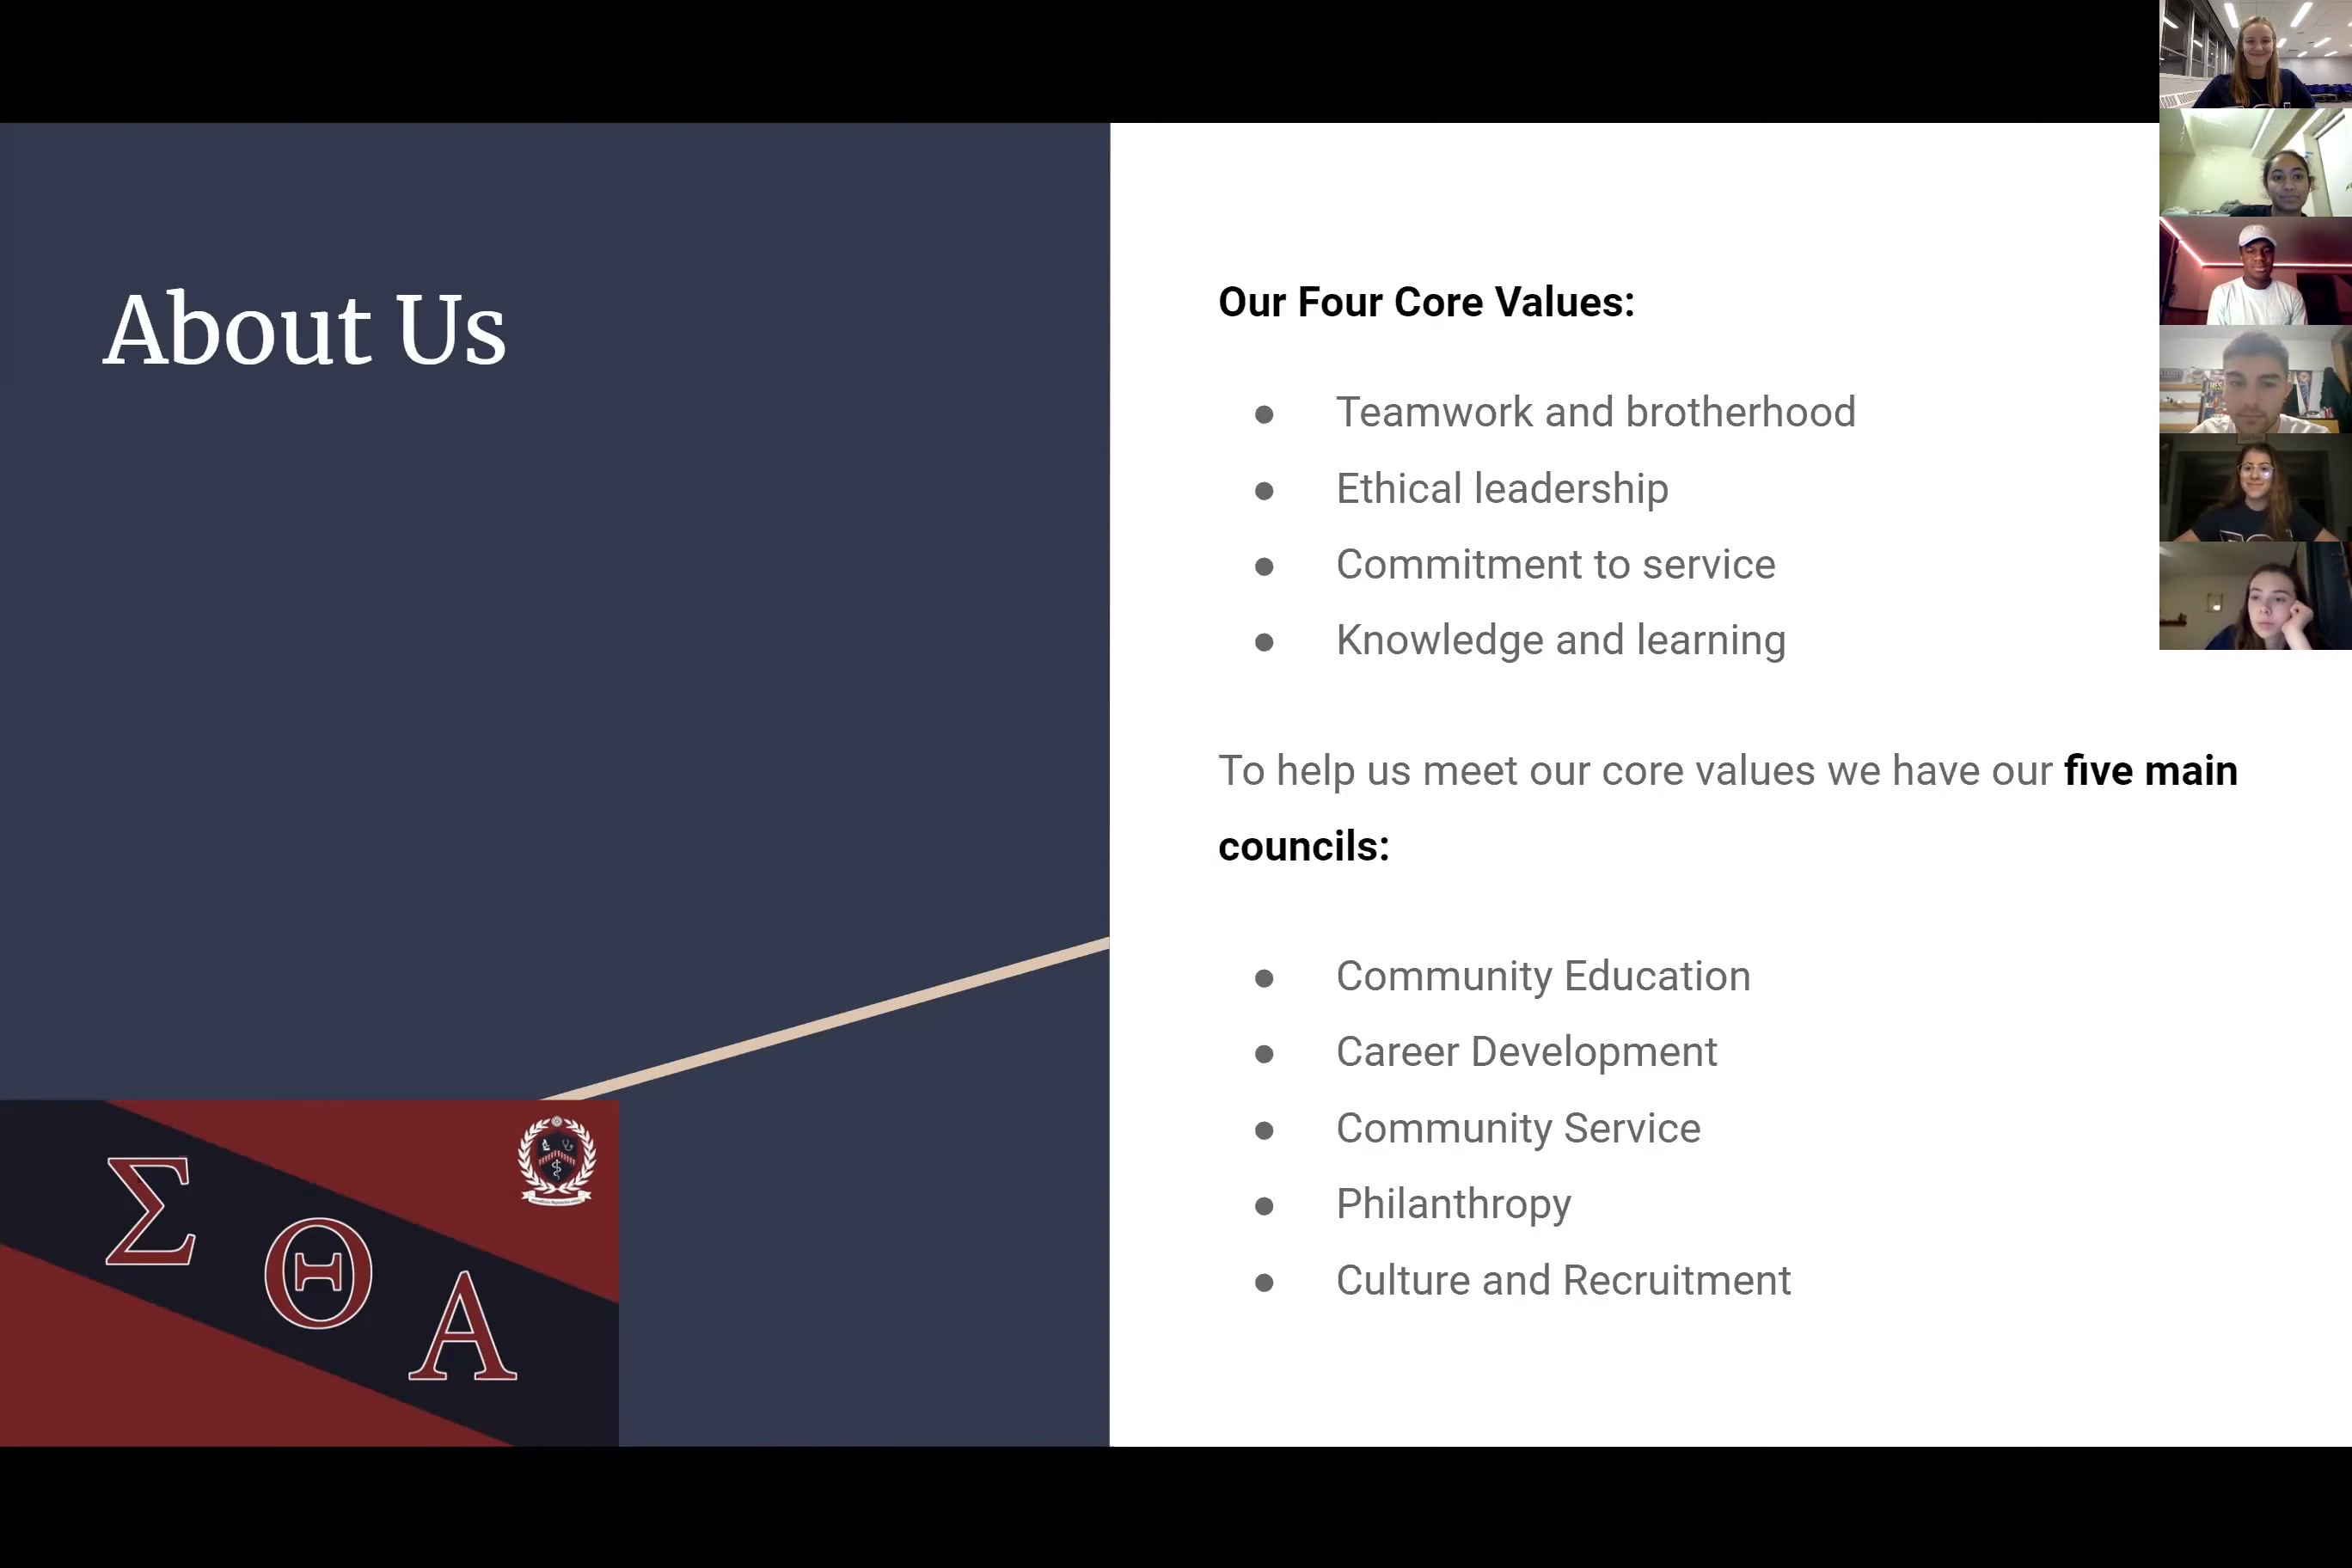 About Us
Our Four Core Values:
● Teamwork and brotherhood
● Ethical leadership
● Commitment to service
● Knowledge and learning
To help us meet our core values we have our five main
councils:
● Community Education
● Career Development
● Community Service
● Philanthropy
● Culture and Recruitment
Σ
Θ
Α